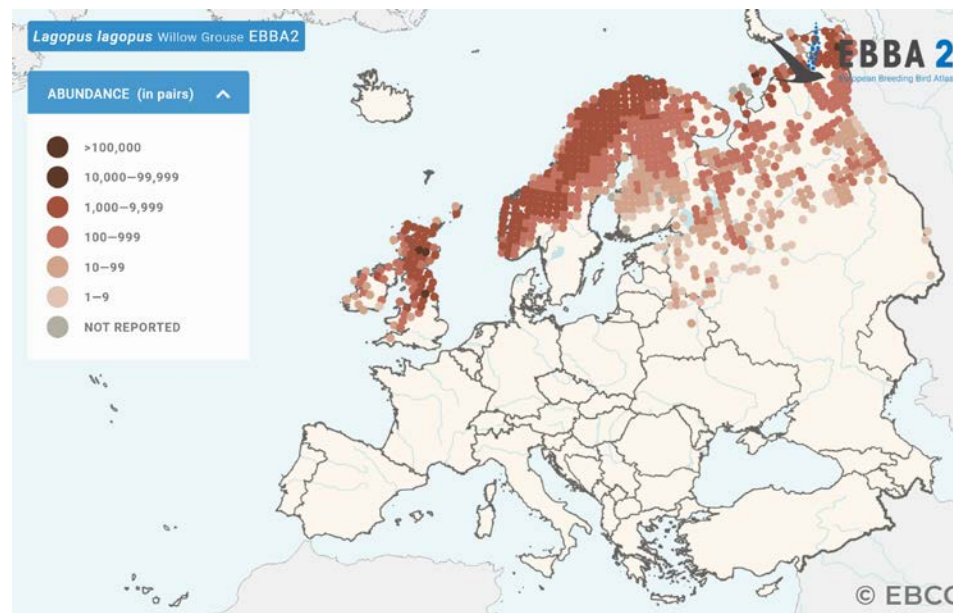 Lagopus lagopus Willow Grouse EBBA2
ABUNDANCE (in pairs)
>100,000
10,000–99,999
1,000–9,999
100–999
10–99
1–9
NOT REPORTED
EBBA 2
European Breeding Bird Atlas
© EBCC